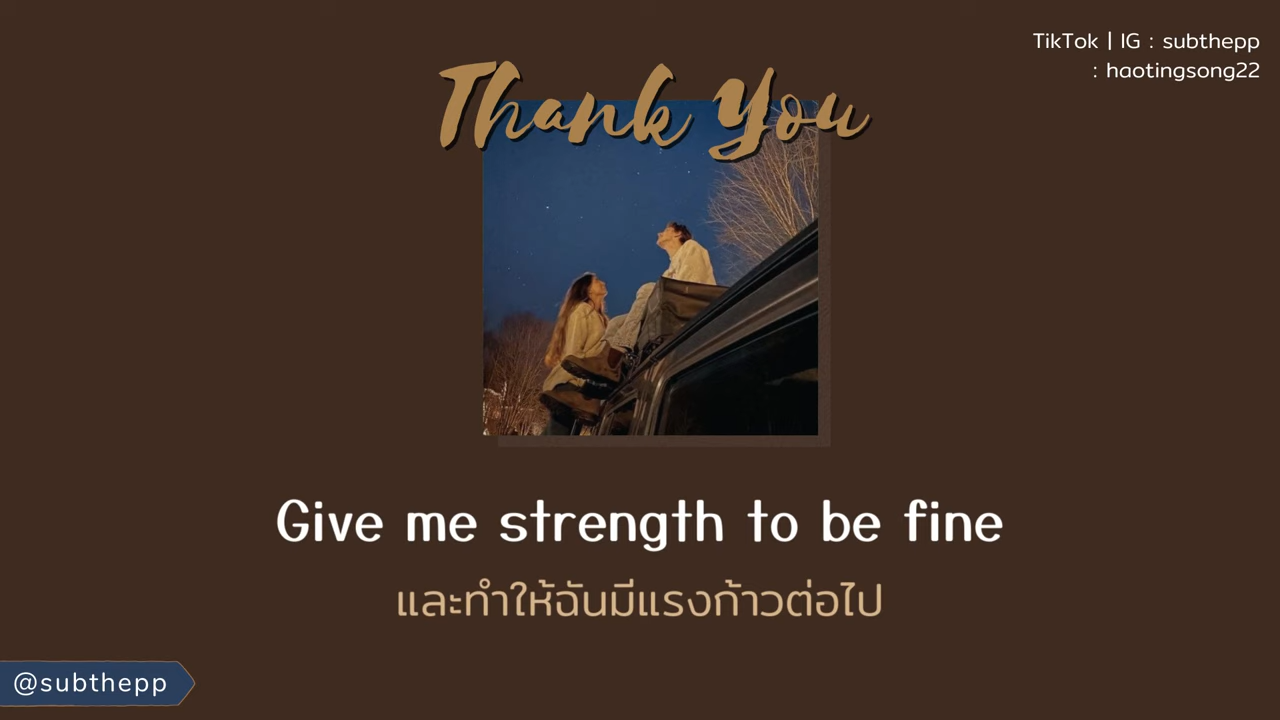 TikTok | IG : subthepp
: haotingsong22
Thank You
Give me strength to be fine
และทำให้ฉันมีแรงก้าวต่อไป
@subthepp